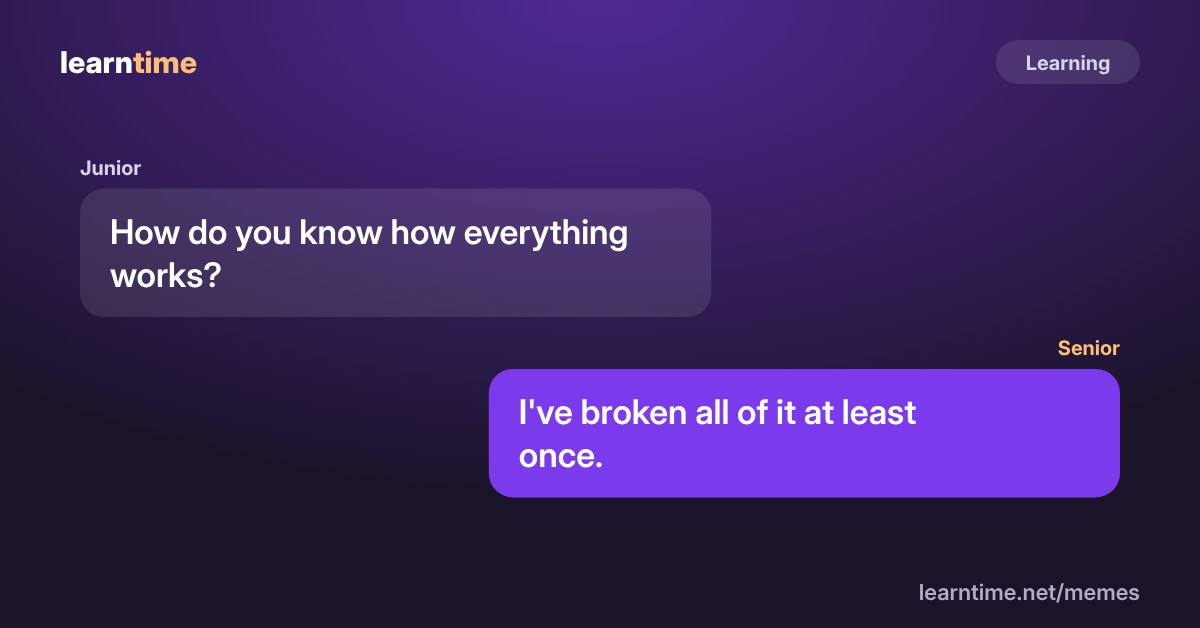 learntime
Learning
Junior
How do you know how everything
works?
Senior
I've broken all of it at least
once.
learntime.net/memes